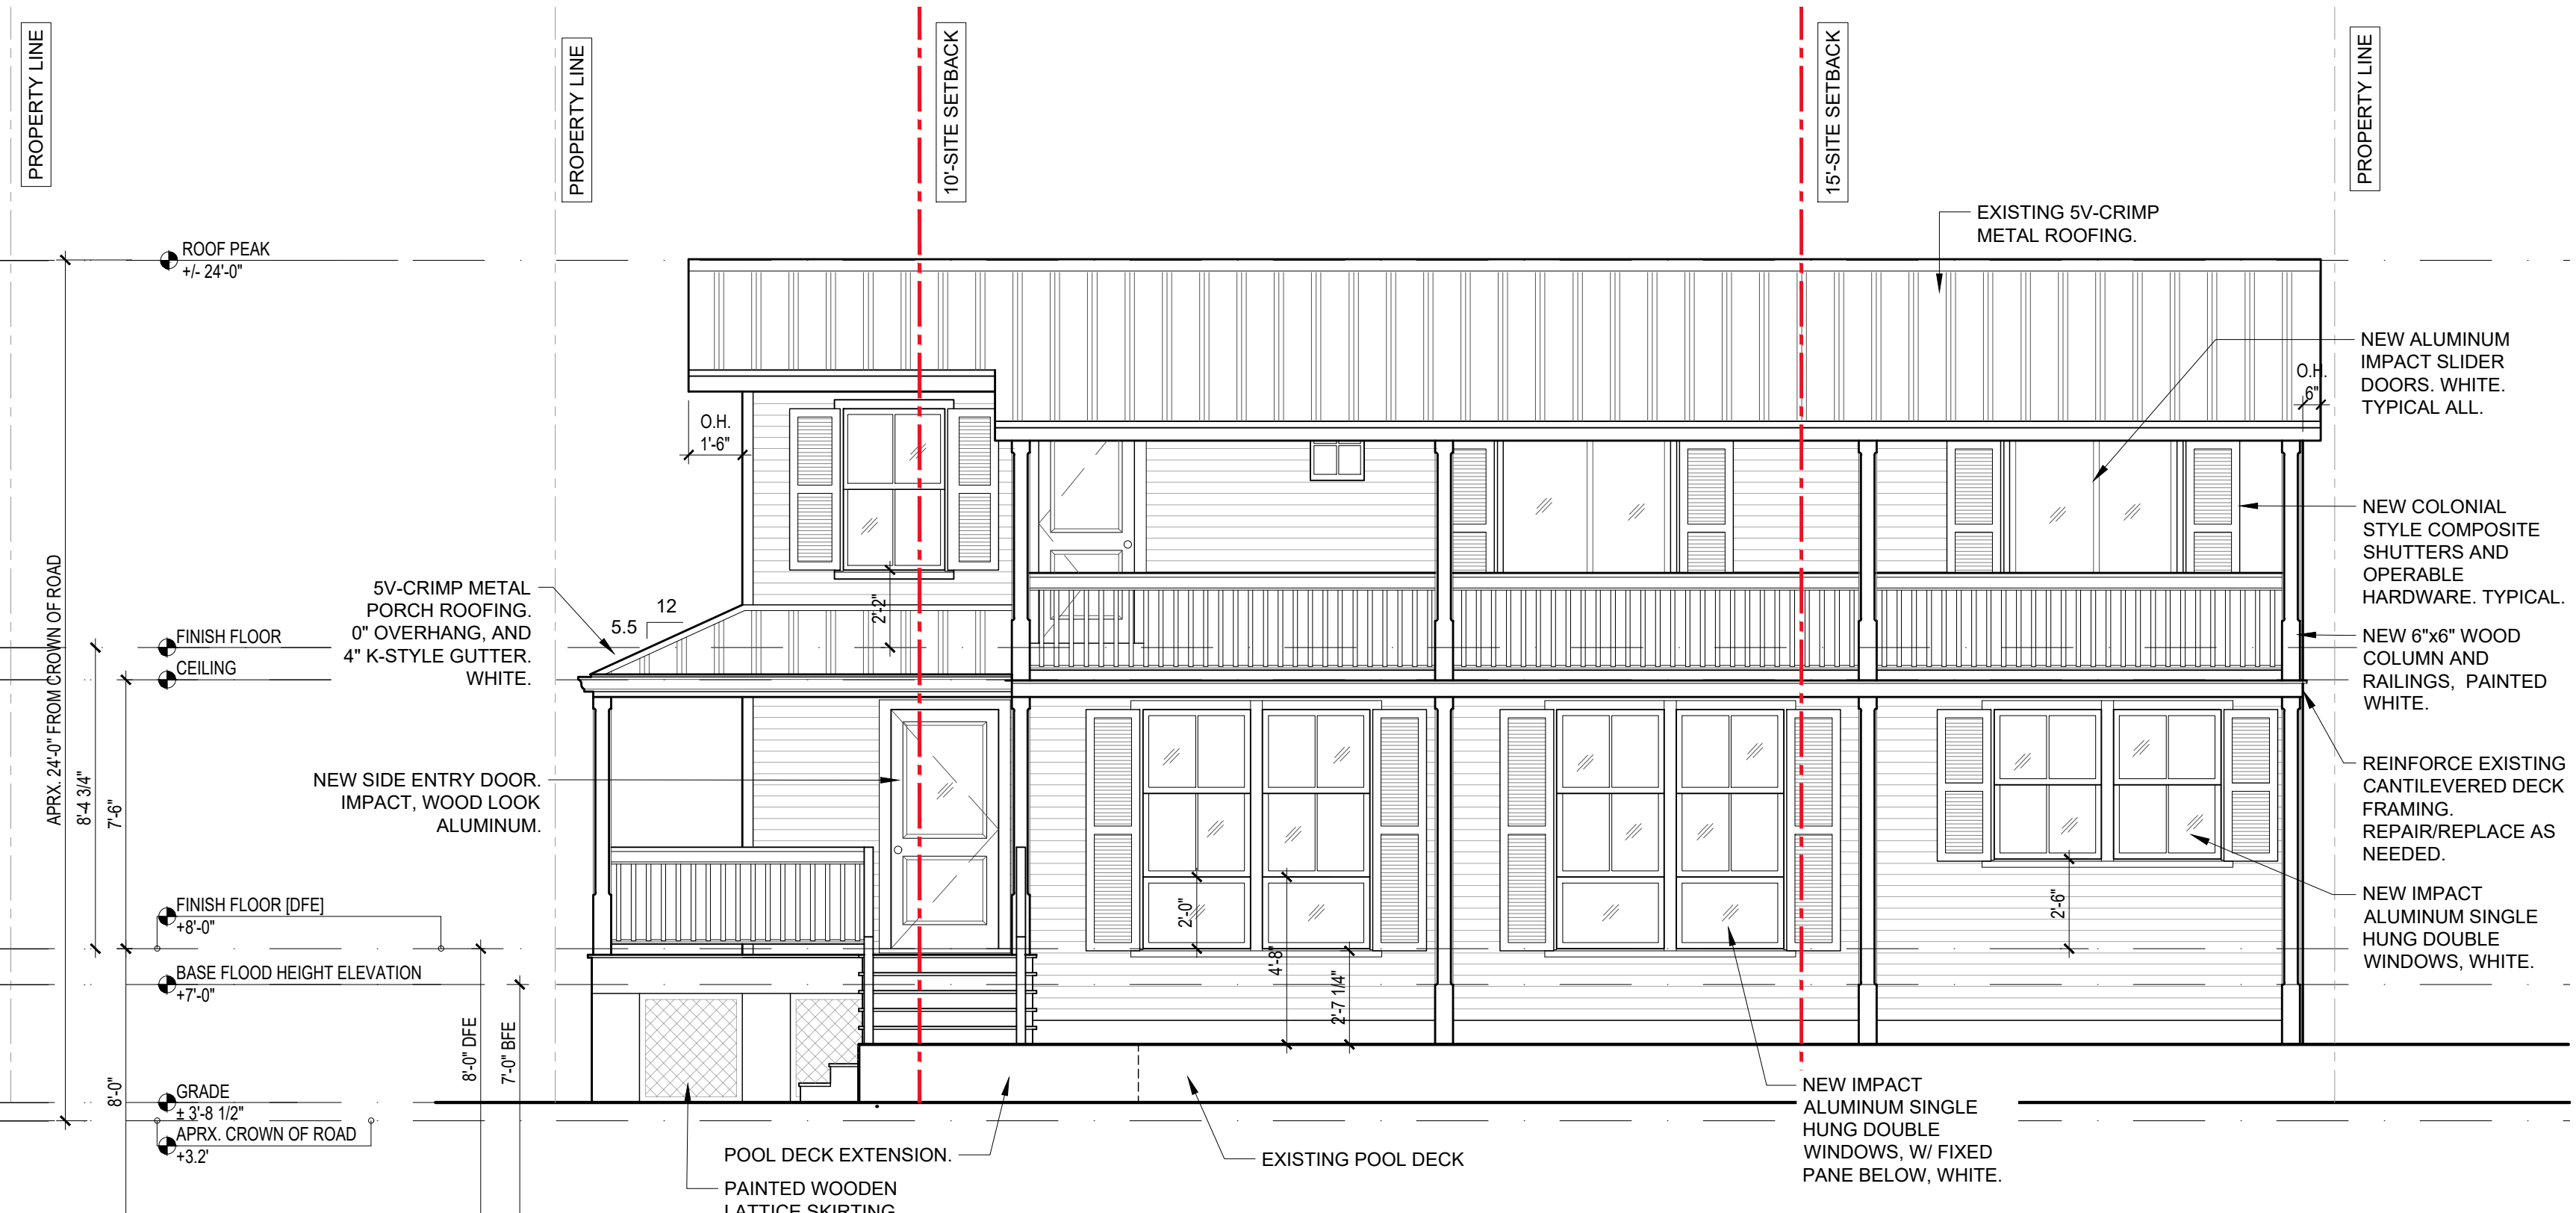 PROPERTY LINE
PROPERTY LINE
10'-SITE SETBACK
15'-SITE SETBACK
PROPERTY LINE
EXISTING 5V-CRIMP
METAL ROOFING.
ROOF PEAK
+/- 24'-0"
NEW ALUMINUM
IMPACT SLIDER
DOORS. WHITE.
TYPICAL ALL.
O.H.
6"
O.H.
1'-6"
NEW COLONIAL
STYLE COMPOSITE
SHUTTERS AND
OPERABLE
HARDWARE. TYPICAL.
5V-CRIMP METAL
PORCH ROOFING.
0" OVERHANG, AND
4" K-STYLE GUTTER.
WHITE.
12
5.5
2'-2"
FINISH FLOOR
CEILING
NEW 6"x6" WOOD
COLUMN AND
RAILINGS, PAINTED
WHITE.
APRX. 24'-0" FROM CROWN OF ROAD
8'-4 3/4"
7'-6"
NEW SIDE ENTRY DOOR.
IMPACT, WOOD LOOK
ALUMINUM.
REINFORCE EXISTING
CANTILEVERED DECK
FRAMING.
REPAIR/REPLACE AS
NEEDED.
NEW IMPACT
ALUMINUM SINGLE
HUNG DOUBLE
WINDOWS, WHITE.
FINISH FLOOR [DFE]
+8'-0"
2'-0"
4'-8"
2'-7 1/4"
2'-6"
BASE FLOOD HEIGHT ELEVATION
+7'-0"
8'-0" DFE
7'-0" BFE
8'-0"
GRADE
± 3'-8 1/2"
APRX. CROWN OF ROAD
+3.2'
NEW IMPACT
ALUMINUM SINGLE
HUNG DOUBLE
WINDOWS, W/ FIXED
PANE BELOW, WHITE.
POOL DECK EXTENSION.
EXISTING POOL DECK
PAINTED WOODEN
LATTICE SKIRTING